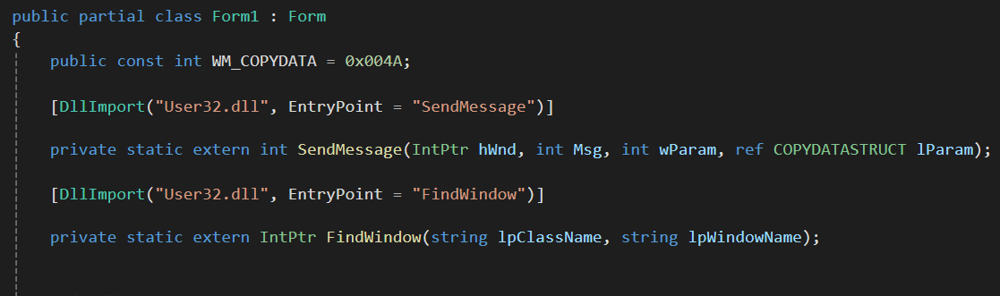 public partial class Form1 : Form
{
public const int WM_COPYDATA = 0x004A;
[DllImport("User32.dll", EntryPoint = "SendMessage")]
private static extern int SendMessage(IntPtr hWnd, int Msg, int wParam, ref COPYDATASTRUCT lParam);
[DllImport("User32.dll", EntryPoint = "FindWindow")]
private static extern IntPtr FindWindow(string lpClassName, string lpWindowName);